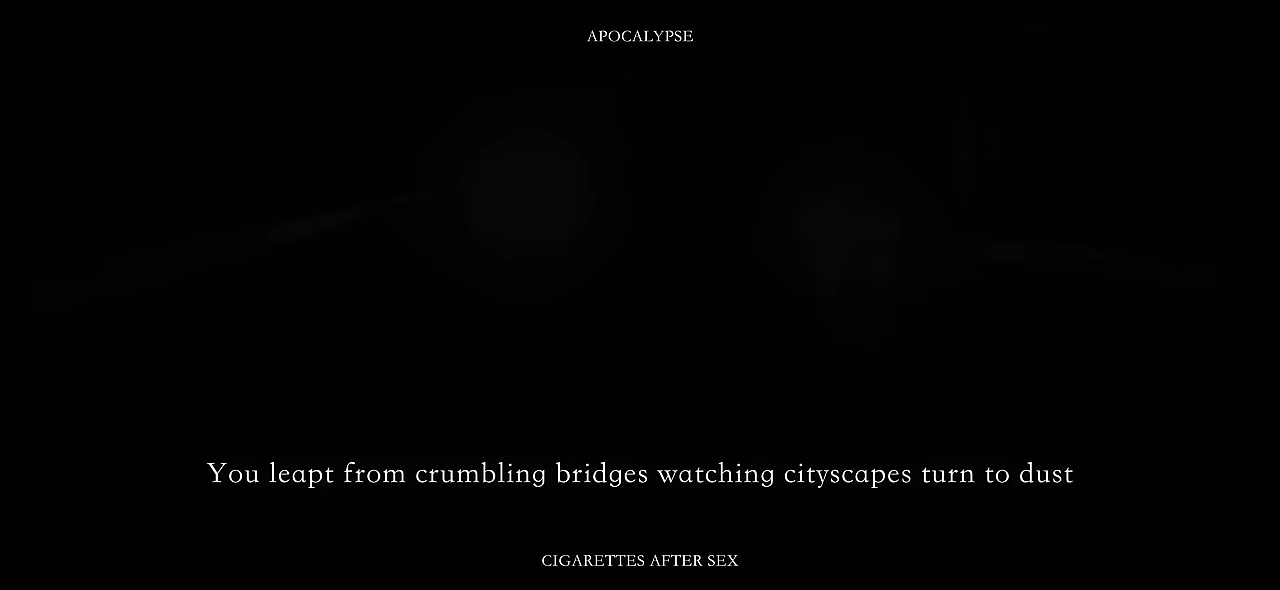 APOCALYPSE
You leapt from crumbling bridges watching cityscapes turn to dust
CIGARETTES AFTER SEX